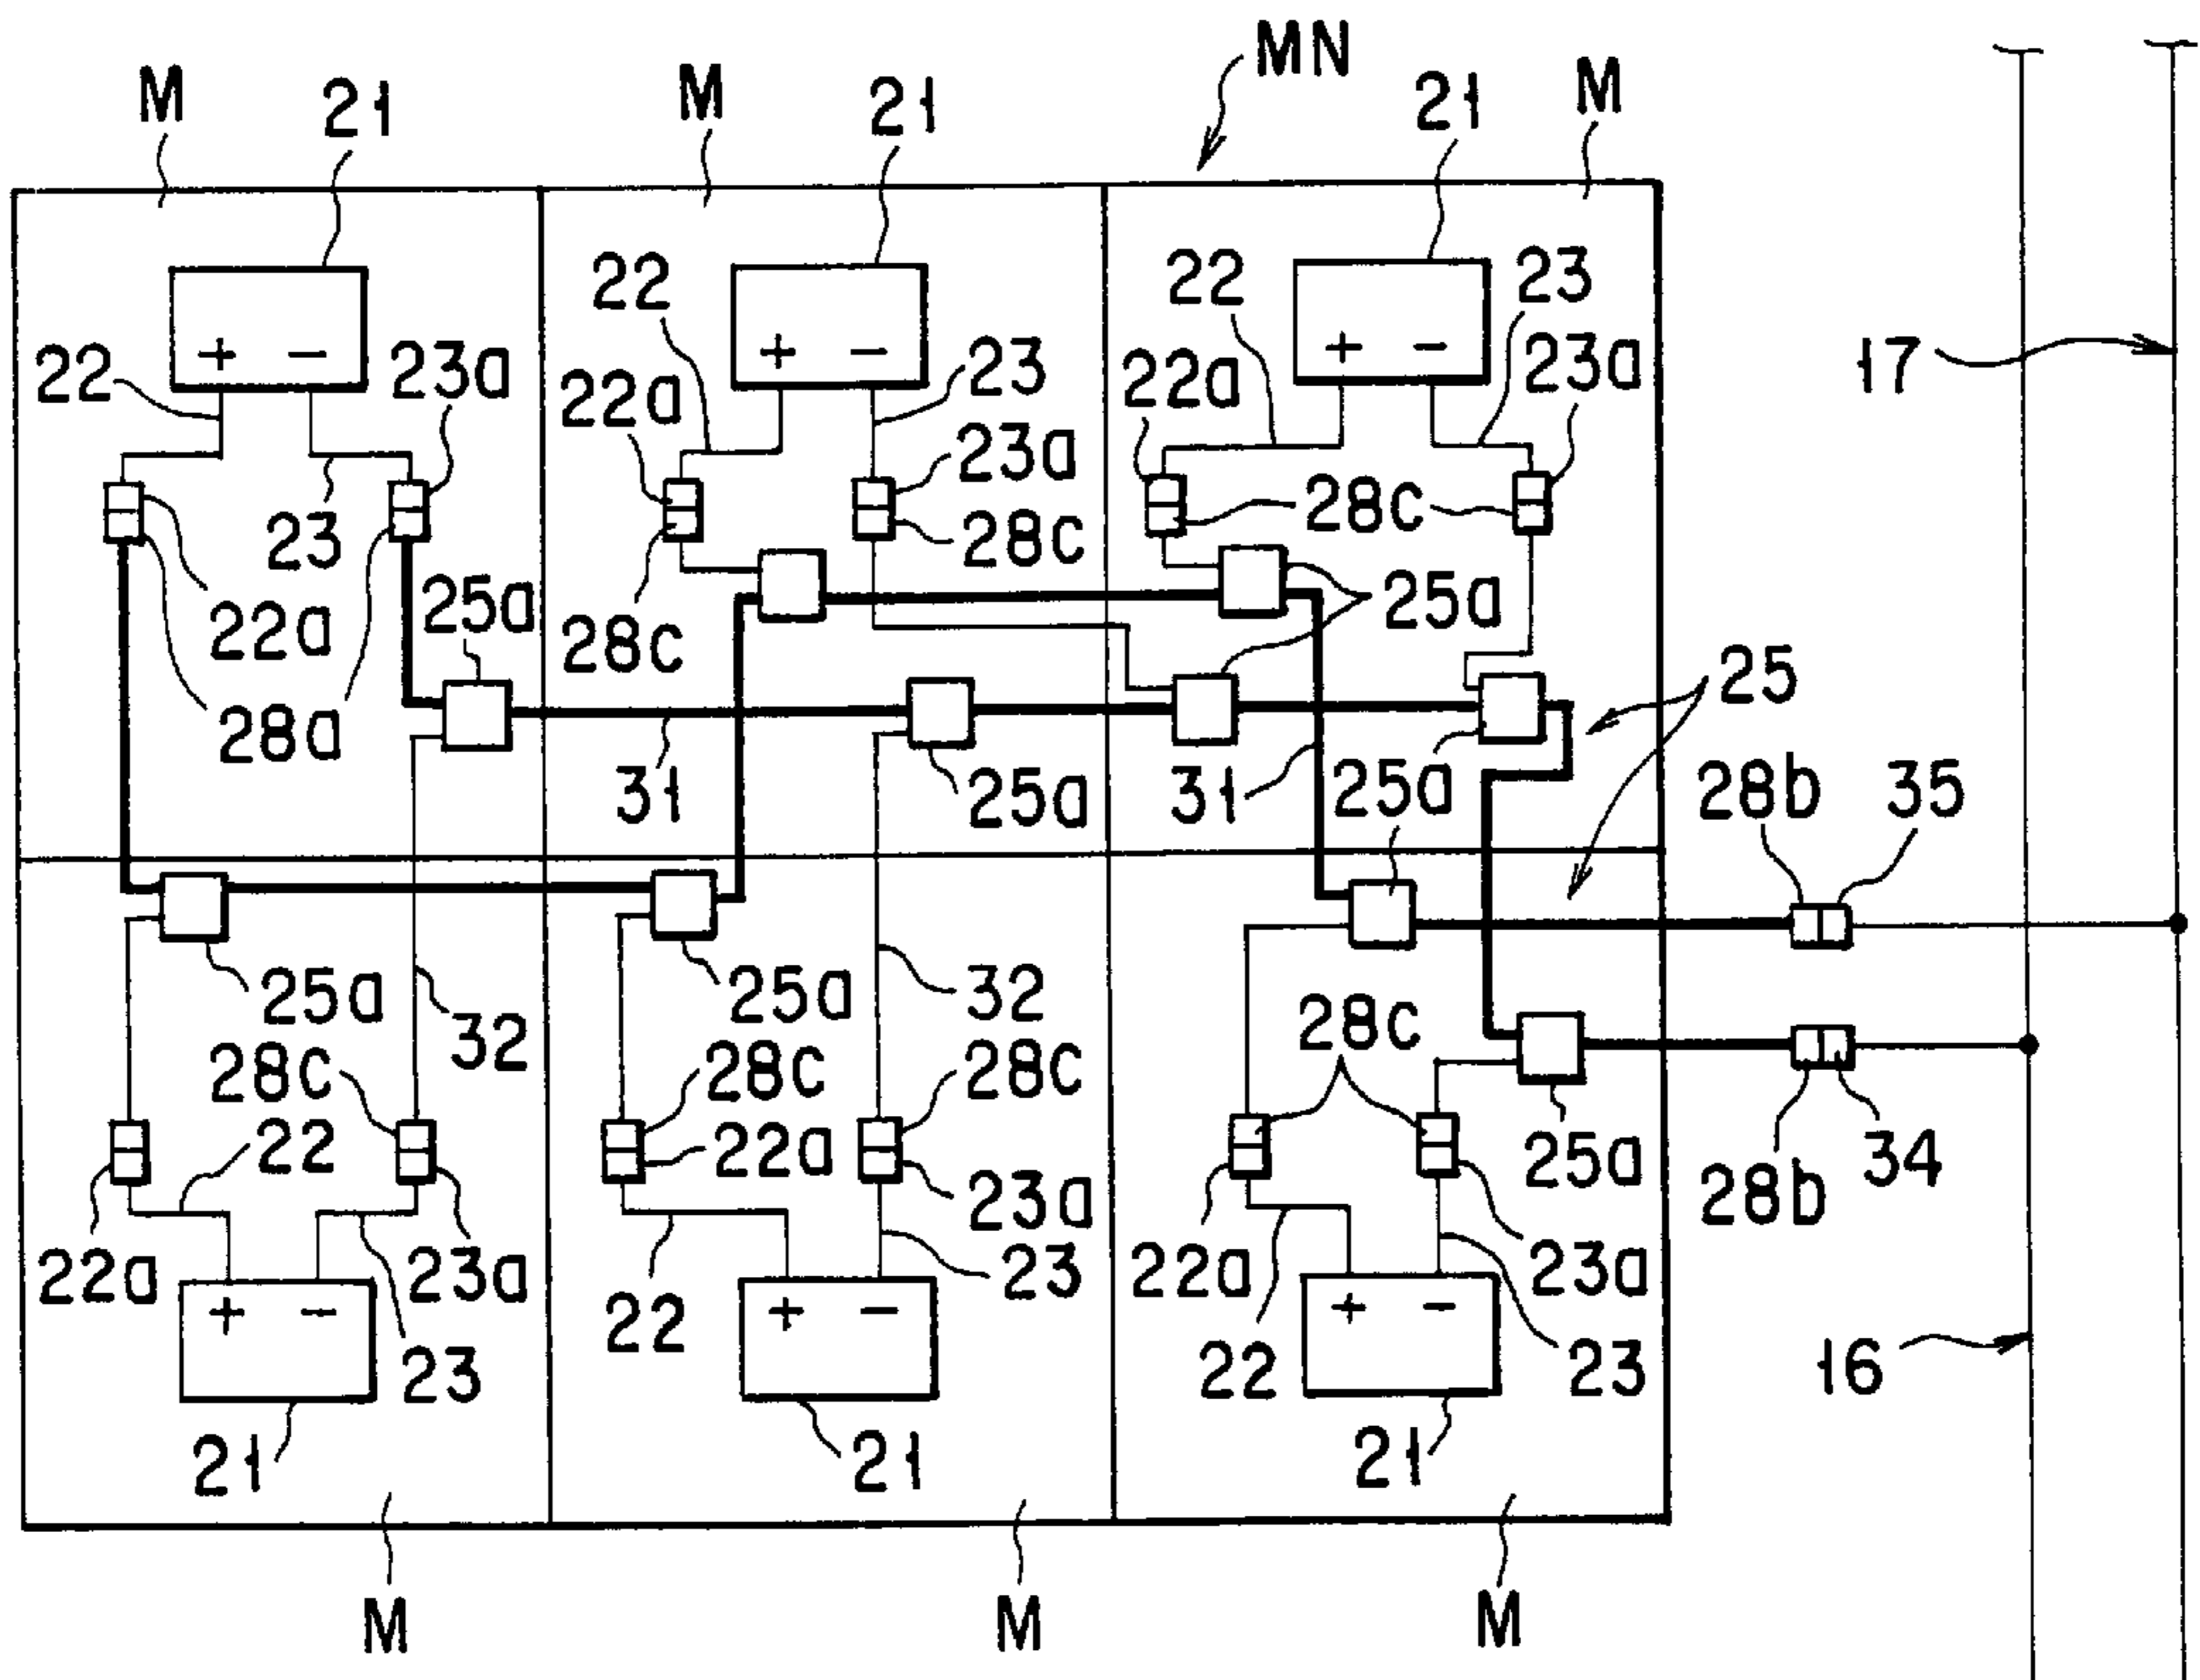 MN
M 21 M 21 21 M
22 22 23
22 + − 23a 22a + − 23 22a + − 23a 17
23a
23 28c 28c
22a 25a 28c 25a
28a 25
31 25a 31 25a 28b 35
25a 25a 32
32 28c
28c 28c 28c
22 22a 25a 34
22a 23a 23a 22a 23a 28b
+ − 22 + − 23 22 + − 23 16
23
21 21 21
M M M